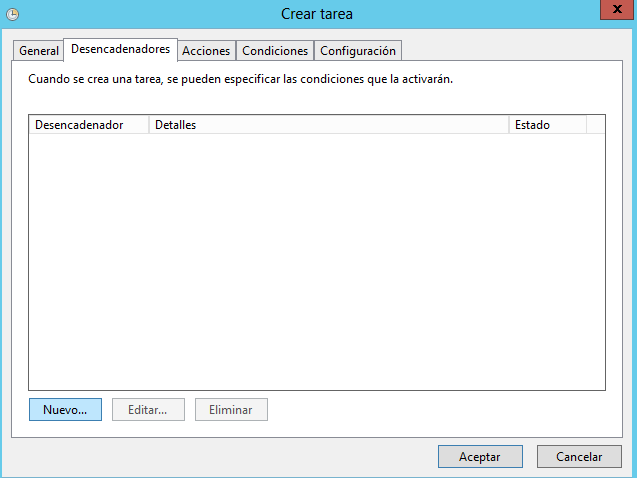 Crear tarea
x
General Desencadenadores Acciones Condiciones Configuración
Cuando se crea una tarea, se pueden especificar las condiciones que la activarán.
Desencadenador Detalles Estado
Nuevo... Editar... Eliminar
Aceptar Cancelar